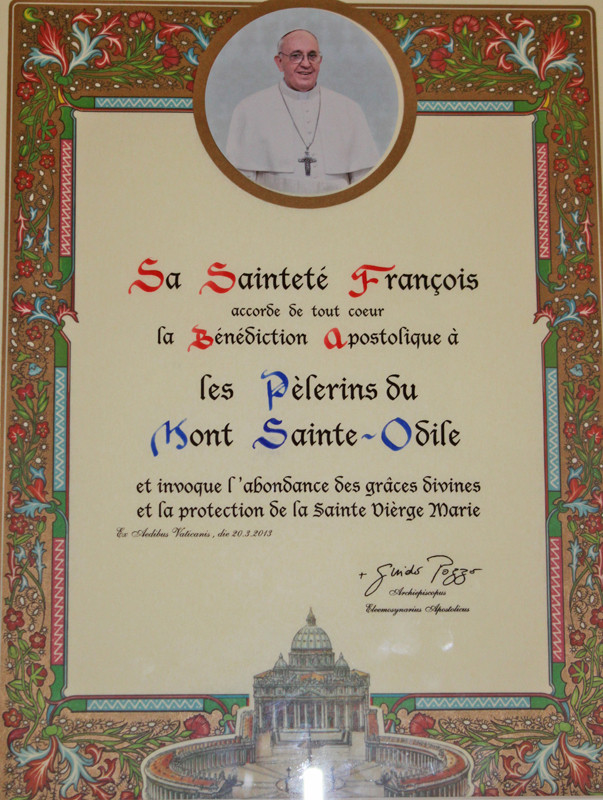 Sa Sainteté François
accorde de tout coeur
la Bénédiction Apostolique à
les Pèlerins du
Mont Sainte~Odile
et invoque l'abondance des grâces divines
et la protection de la Sainte Vièrge Marie
Ex Aedibus Vaticanis, die 20.3.2013
+ Guido Pozzo
Archiepiscopus
Eleemosynarius Apostolicus